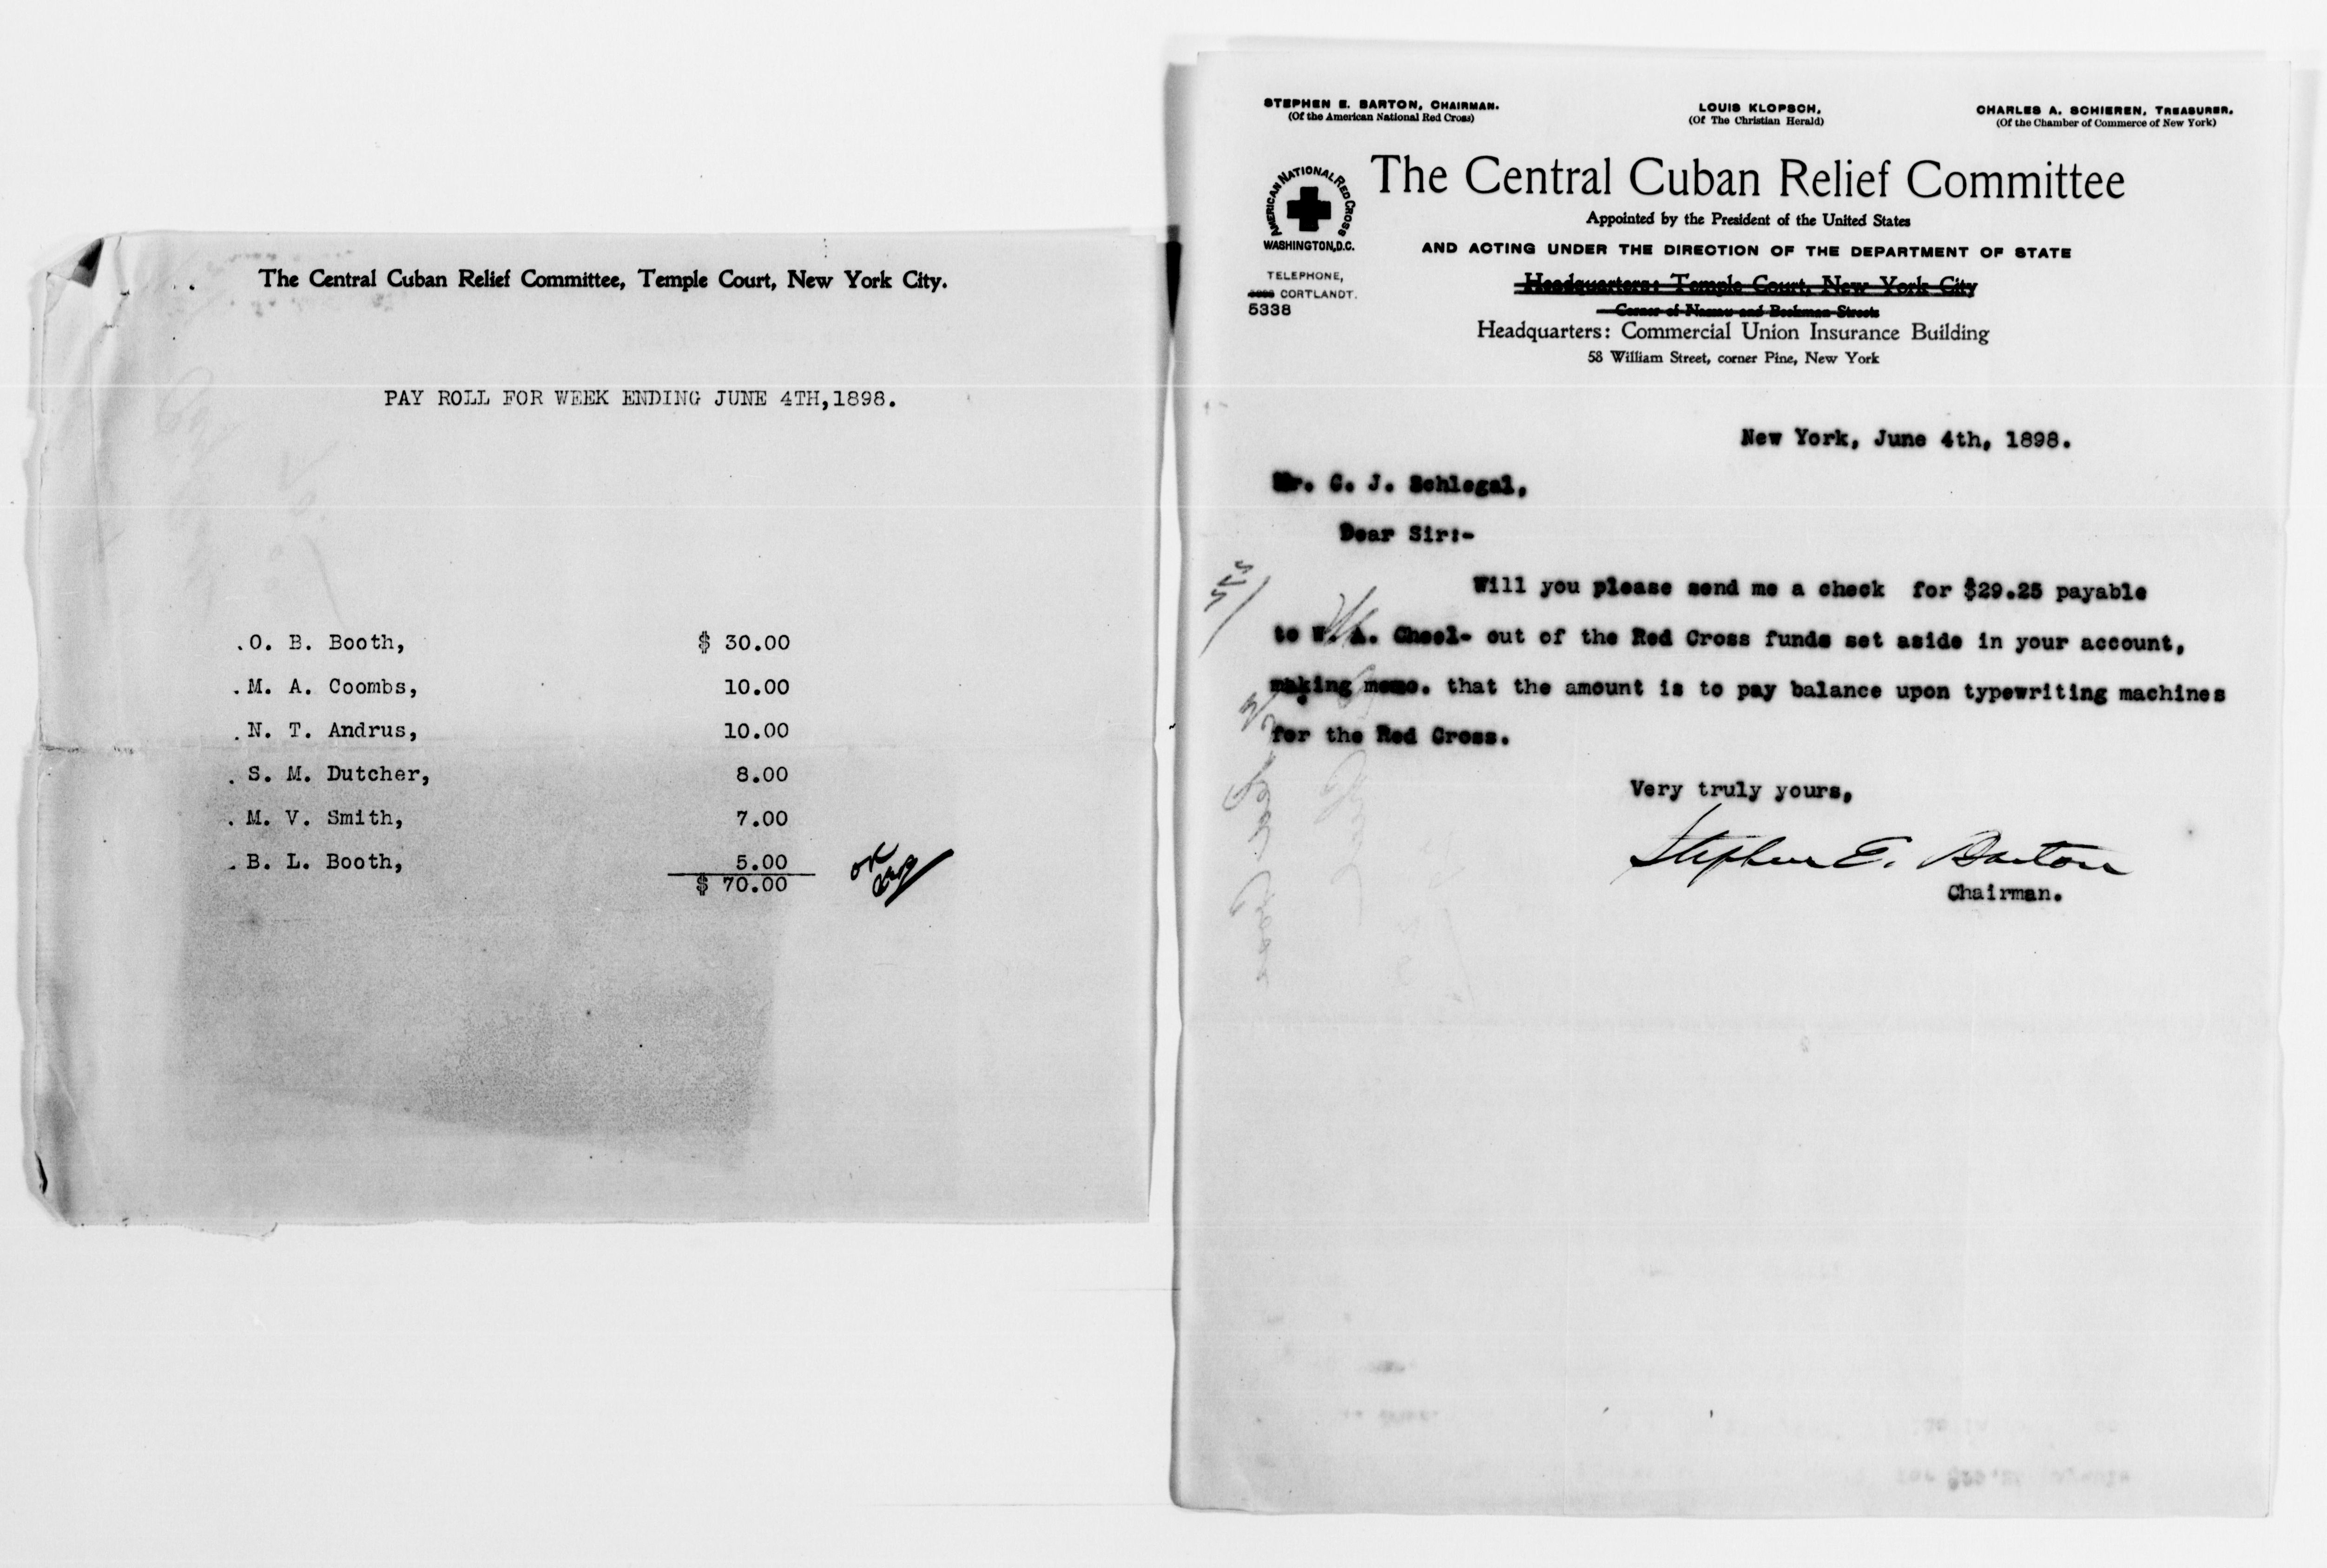 The Central Cuban Relief Committee, Temple Court, New York City.
PAY ROLL FOR WEEK ENDING JUNE 4TH,1898.
.O. B. Booth, $ 30.00
.M. A. Coombs, 10.00
.N. T. Andrus, 10.00
. S. M. Dutcher, 8.00
. M. V. Smith, 7.00
. B. L. Booth, 5.00
$ 70.00
OK
STEPHEN E. BARTON, CHAIRMAN.
(Of the American National Red Cross)
LOUIS KLOPSCH,
(Of The Christian Herald)
CHARLES A. SCHIEREN, TREASURER.
(Of the Chamber of Commerce of New York)
AMERICAN NATIONAL RED CROSS
WASHINGTON, D.C.
The Central Cuban Relief Committee
Appointed by the President of the United States
AND ACTING UNDER THE DIRECTION OF THE DEPARTMENT OF STATE
TELEPHONE,
CORTLANDT.
5338
Headquarters: Temple Court, New York City
Corner of Nassau and Beekman Streets
Headquarters: Commercial Union Insurance Building
58 William Street, corner Pine, New York
New York, June 4th, 1898.
Mr. C. J. Schlegal,
Dear Sir:-
Will you please send me a check for $29.25 payable
to W. A. Cheel- out of the Red Cross funds set aside in your account,
making memo. that the amount is to pay balance upon typewriting machines
for the Red Cross.
Very truly yours,
Stephen E. Barton
Chairman.